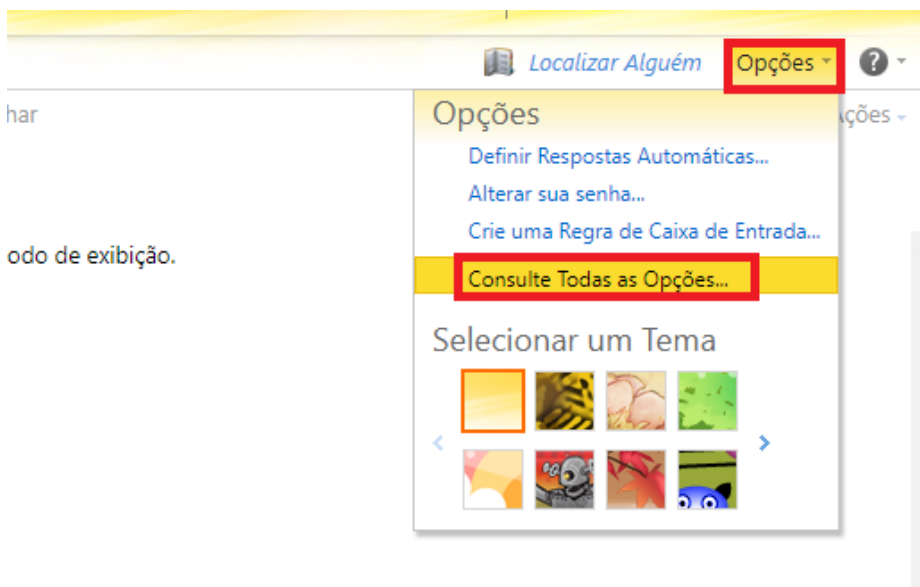 Localizar Alguém Opções ?
har
ções
Opções
Definir Respostas Automáticas...
Alterar sua senha...
Crie uma Regra de Caixa de Entrada...
odo de exibição.
Consulte Todas as Opções...
Selecionar um Tema